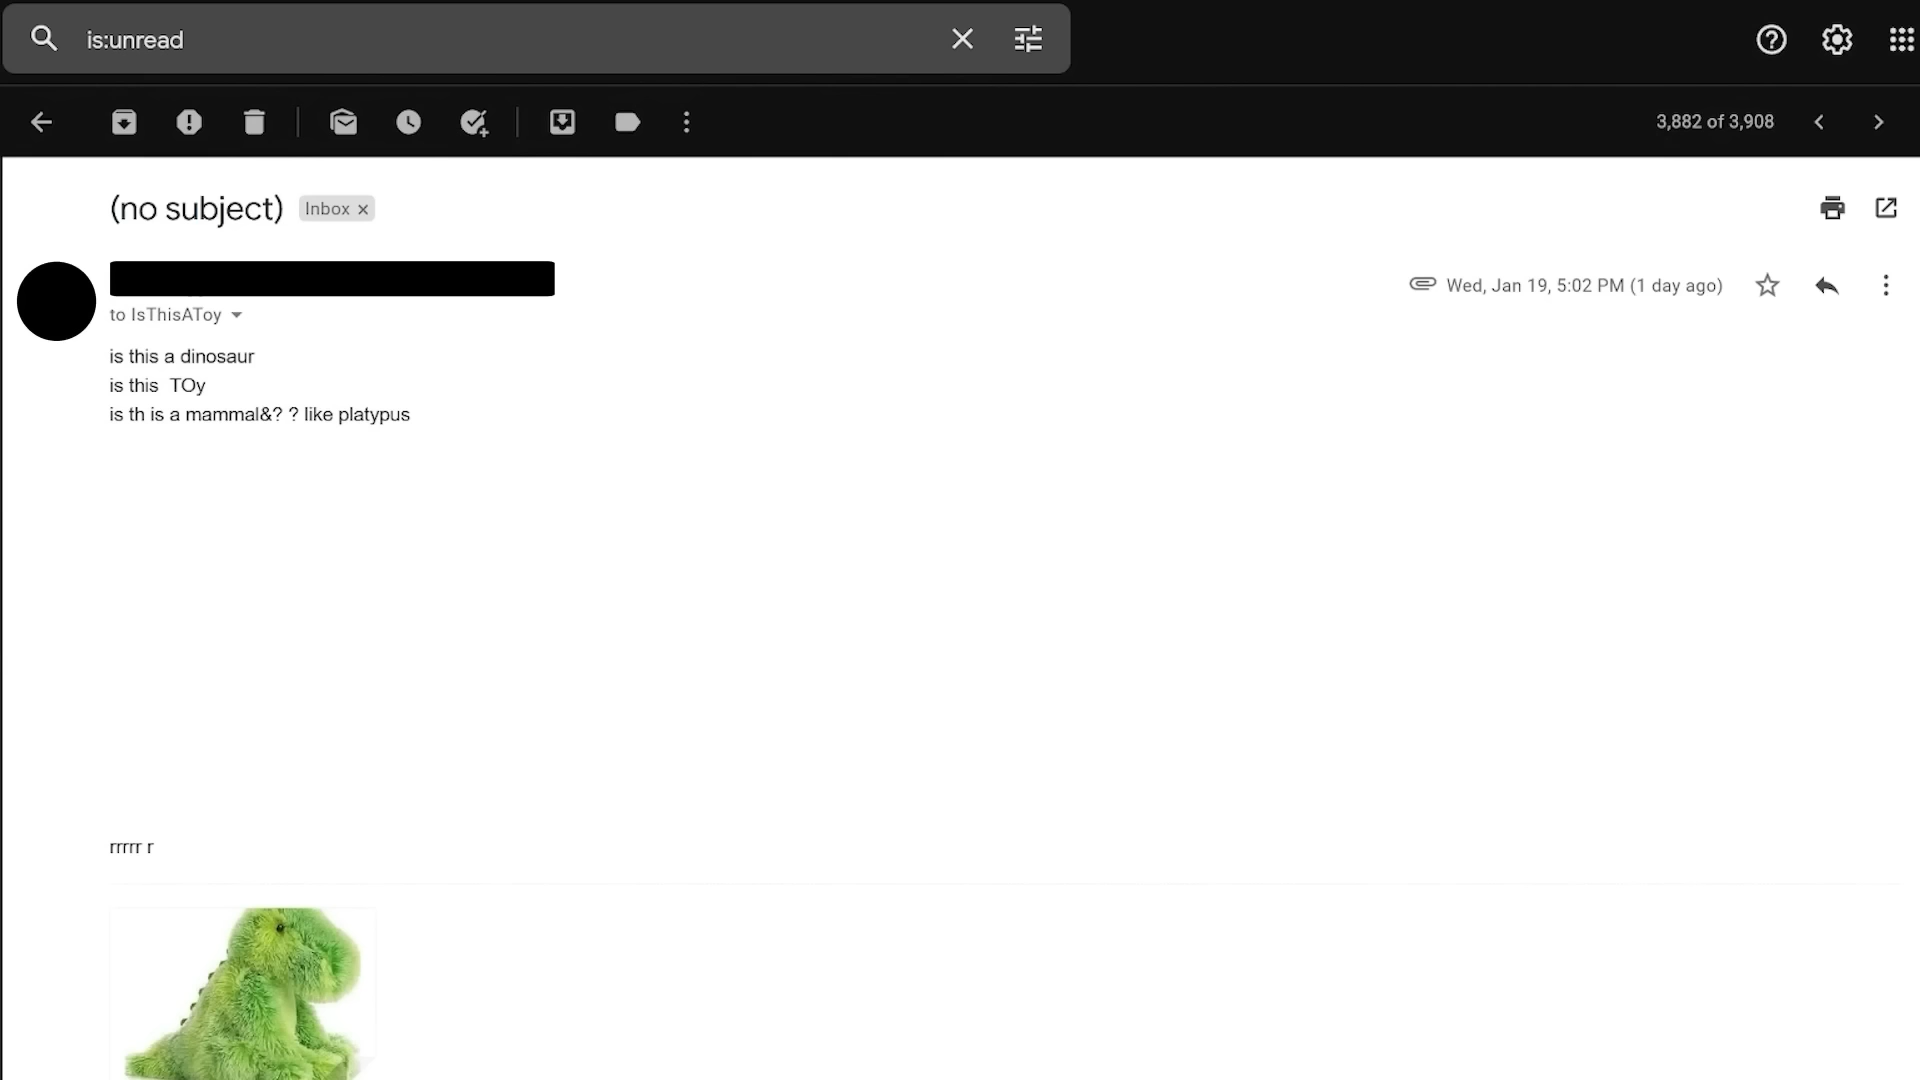 is:unread
3,882 of 3,908
(no subject) Inbox x
Wed, Jan 19, 5:02 PM (1 day ago)
to IsThisAToy
is this a dinosaur
is this  TOy
is th is a mammal&? ? like platypus
rrrrr r